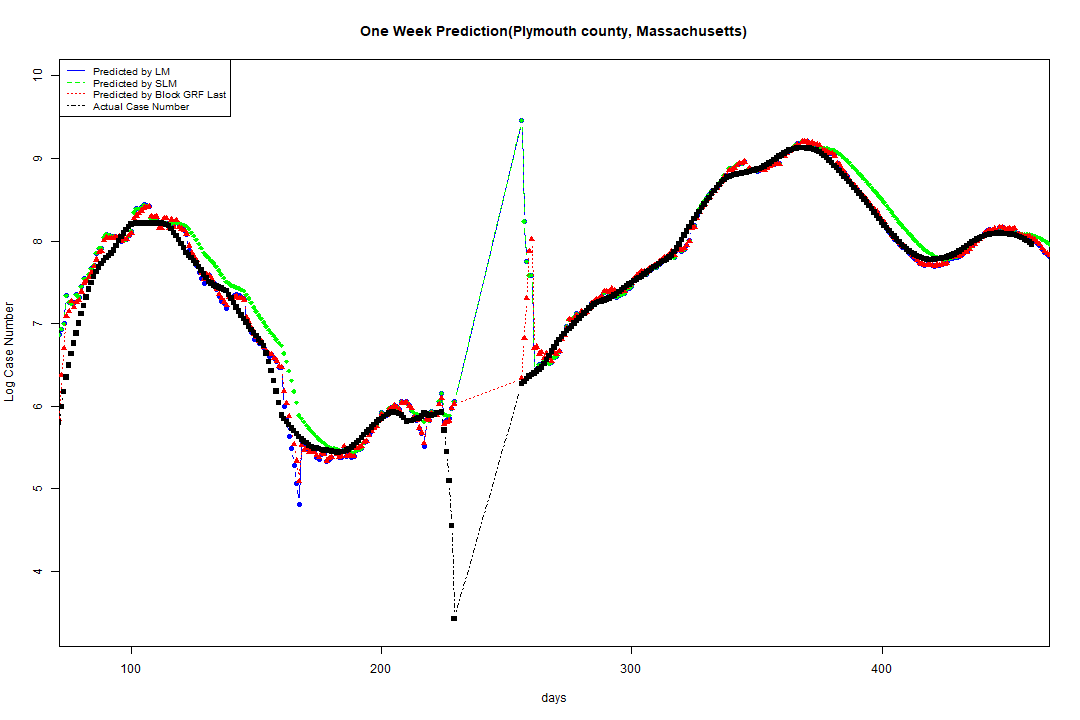 One Week Prediction(Plymouth county, Massachusetts)
Predicted by LM
Predicted by SLM
Predicted by Block GRF Last
Actual Case Number
Log Case Number
10
9
8
7
6
5
4
100 200 300 400
days